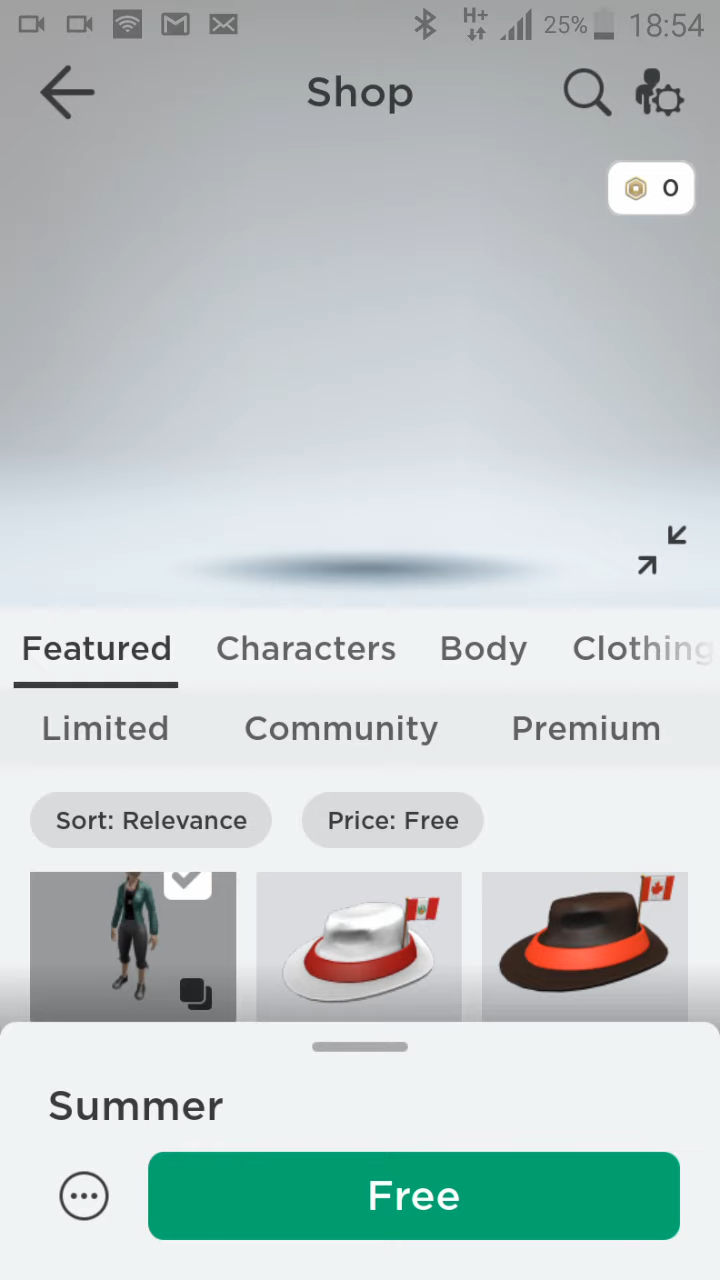 H+ 25% 18:54
Shop
0
Featured Characters Body Clothing
Limited Community Premium
Sort: Relevance Price: Free
Summer
Free